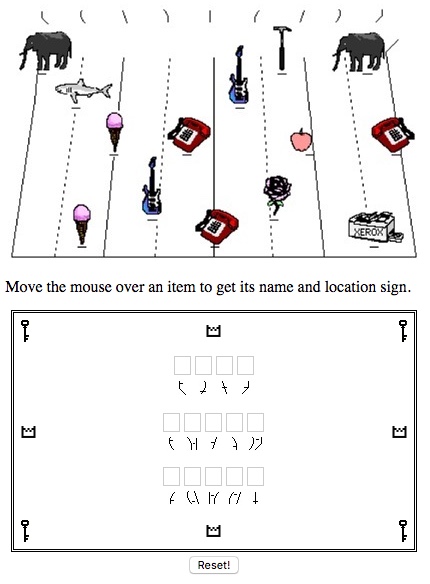 XEROX
Move the mouse over an item to get its name and location sign.
Reset!